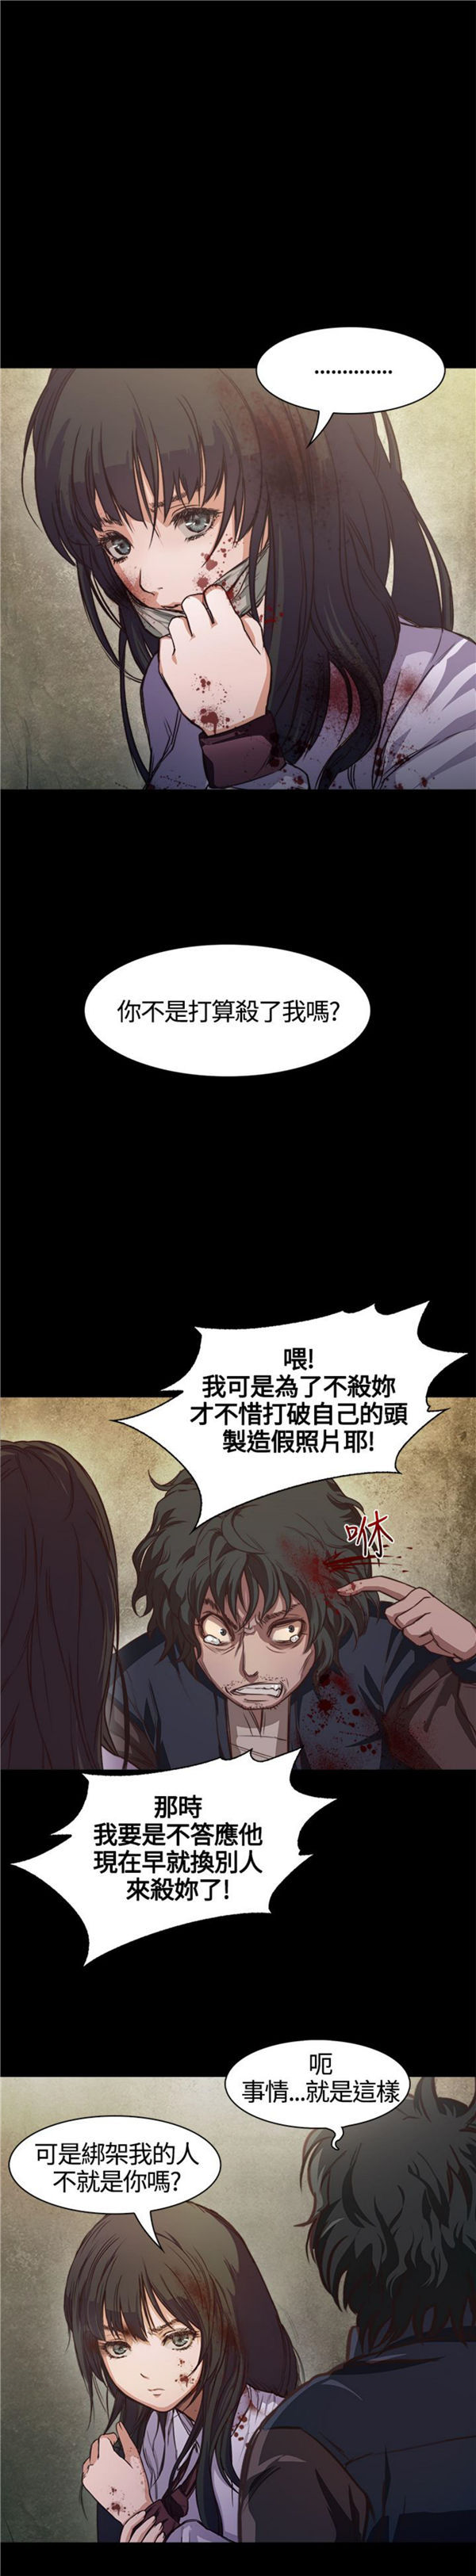 ..............
你不是打算殺了我嗎?
喂!
我可是為了不殺妳
才不惜打破自己的頭
製造假照片耶!
咻
那時
我要是不答應他
現在早就換別人
來殺妳了!
呃
事情...就是這樣
可是綁架我的人
不就是你嗎?